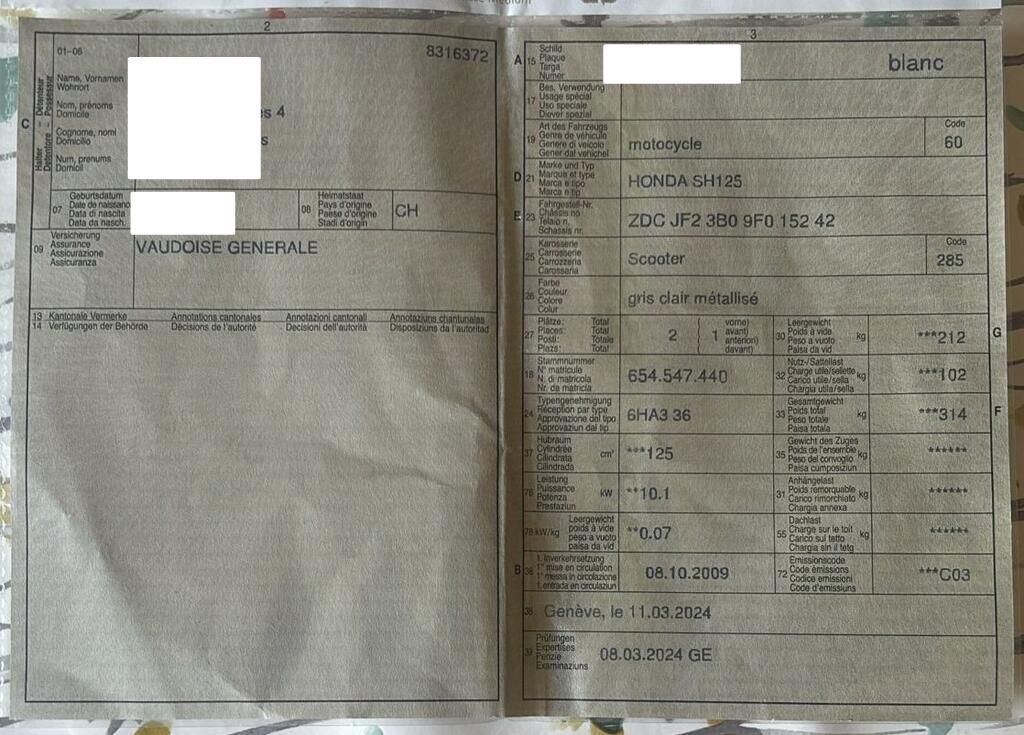 2
01-06
8316372
C
Halter – Détenteur
Detentore – Possessur
Name, Vornamen
Wohnort
Nom, prénoms
Domicile
Cognome, nomi
Domicilio
Num, prenums
Domicil
es 4
s
07
Geburtsdatum
Date de naissance
Data di nascita
Data da nasch.
08
Heimatstaat
Pays d'origine
Paese d'origine
Stadi d'origin
CH
09
Versicherung
Assurance
Assicurazione
Assicuranza
VAUDOISE GENERALE
13 Kantonale Vermerke Annotations cantonales Annotazioni cantonali Annotaziuns chantunalas
14 Verfügungen der Behörde Décisions de l'autorité Decisioni dell'autorità Disposiziuns da l'autoritad
3
A 15
Schild
Plaque
Targa
Numer
blanc
17
Bes. Verwendung
Usage spécial
Uso speciale
Diever spezial
19
Art des Fahrzeugs
Genre de véhicule
Genere di veicolo
Gener dal vehichel
motocycle
Code
60
D 21
Marke und Typ
Marque et type
Marca e tipo
Marca e tip
HONDA SH125
E 23
Fahrgestell-Nr.
Châssis no
Telaio n.
Schassis nr.
ZDC JF2 3B0 9F0 152 42
25
Karosserie
Carrosserie
Carrozzeria
Carossaria
Scooter
Code
285
26
Farbe
Couleur
Colore
Colur
gris clair métallisé
27
Plätze: Total
Places: Total
Posti: Totale
Plazs: Total
2
1
vorne)
avant)
anteriori)
davant)
30
Leergewicht
Poids à vide
Peso a vuoto
Paisa da vid
kg
***212
G
18
Stammnummer
N° matricule
N. di matricola
Nr. da matricla
654.547.440
32
Nutz-/Sattellast
Charge utile/sellette
Carico utile/sella
Chargia utila/sella
kg
***102
24
Typengenehmigung
Réception par type
Approvazione del tipo
Approvaziun dal tip
6HA3 36
33
Gesamtgewicht
Poids total
Peso totale
Paisa totala
kg
***314
F
37
Hubraum
Cylindrée
Cilindrata
Cilindrada
cm³
***125
35
Gewicht des Zuges
Poids de l'ensemble
Peso del convoglio
Paisa cumposiziun
kg
******
76
Leistung
Puissance
Potenza
Prestaziun
kW
**10.1
31
Anhängelast
Poids remorquable
Carico rimorchiato
Chargia annexa
kg
******
78 kW/kg
Leergewicht
poids à vide
peso a vuoto
paisa da vid
**0.07
55
Dachlast
Charge sur le toit
Carico sul tetto
Chargia sin il tetg
kg
******
B 36
1. Inverkehrsetzung
1re mise en circulation
1a messa in circolazione
1. entrada en circulaziun
08.10.2009
72
Emissionscode
Code émissions
Codice emissioni
Code d'emissiuns
***C03
38
Genève, le 11.03.2024
39
Prüfungen
Expertises
Perizie
Examinaziuns
08.03.2024 GE